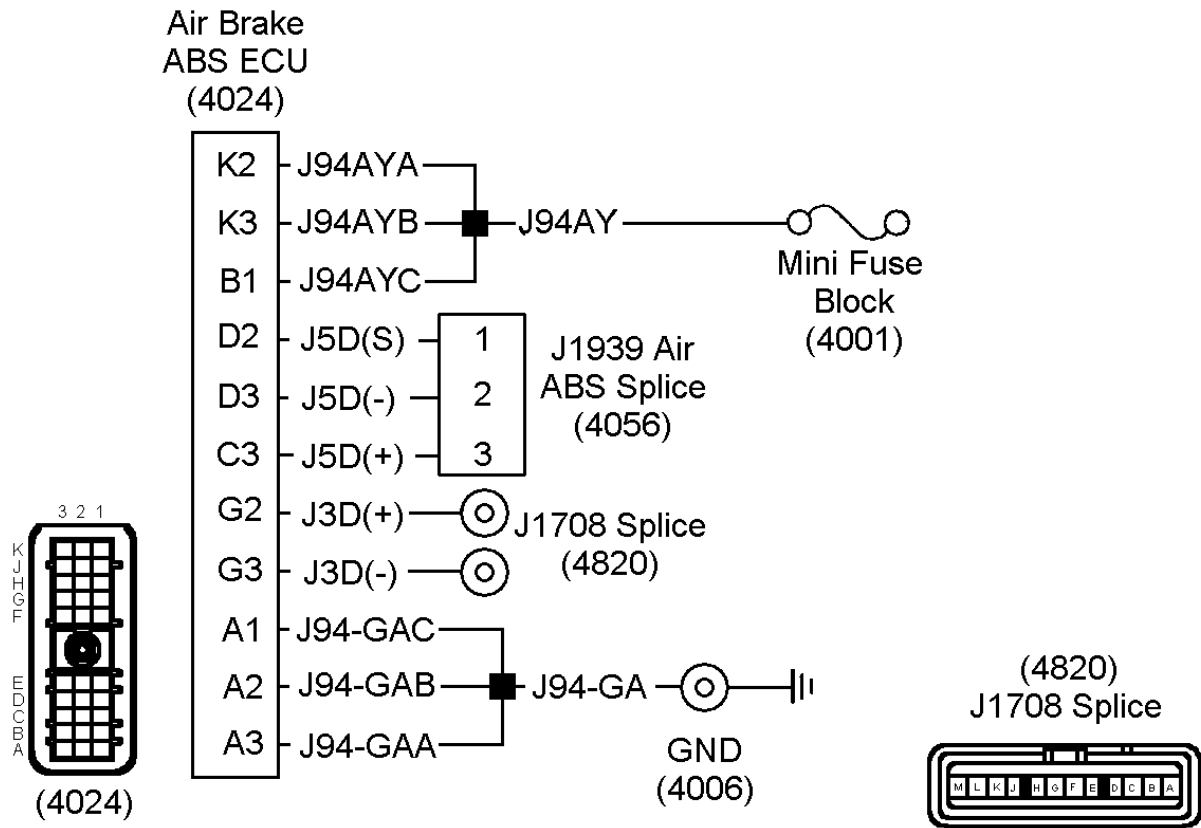 Air Brake
ABS ECU
(4024)
K2 J94AYA
K3 J94AYB J94AY
B1 J94AYC
Mini Fuse
Block
(4001)
D2 J5D(S) 1
D3 J5D(-) 2
C3 J5D(+) 3
J1939 Air
ABS Splice
(4056)
G2 J3D(+)
G3 J3D(-)
J1708 Splice
(4820)
A1 J94-GAC
A2 J94-GAB J94-GA
A3 J94-GAA
GND
(4006)
3 2 1
K
J
H
G
F
E
D
C
B
A
(4024)
(4820)
J1708 Splice
M L K J H G F E D C B A